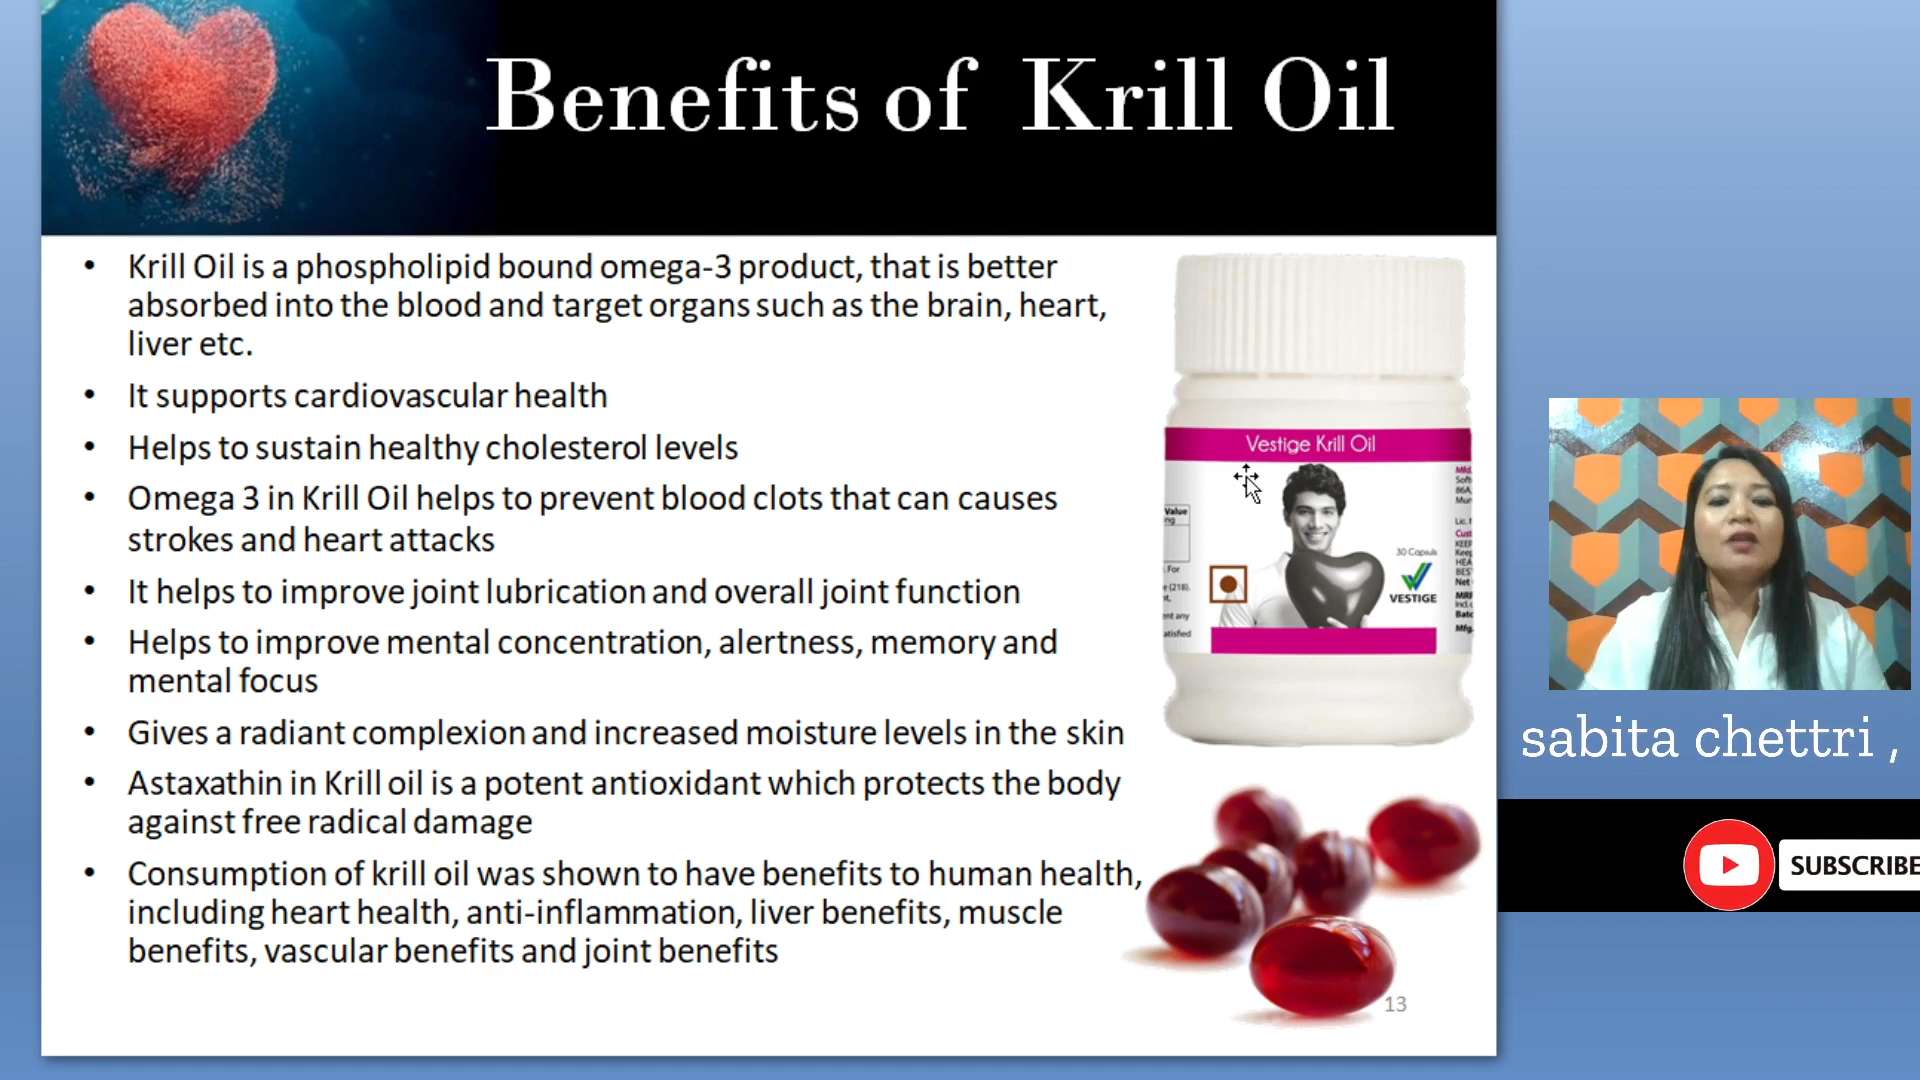 Benefits of Krill Oil
• Krill Oil is a phospholipid bound omega-3 product, that is better
absorbed into the blood and target organs such as the brain, heart,
liver etc.
• It supports cardiovascular health
• Helps to sustain healthy cholesterol levels
• Omega 3 in Krill Oil helps to prevent blood clots that can causes
strokes and heart attacks
• It helps to improve joint lubrication and overall joint function
• Helps to improve mental concentration, alertness, memory and
mental focus
• Gives a radiant complexion and increased moisture levels in the skin
• Astaxathin in Krill oil is a potent antioxidant which protects the body
against free radical damage
• Consumption of krill oil was shown to have benefits to human health,
including heart health, anti-inflammation, liver benefits, muscle
benefits, vascular benefits and joint benefits
Vestige Krill Oil
Value
30 Capsuls
VESTIGE
13
sabita chettri ,
SUBSCRIBE